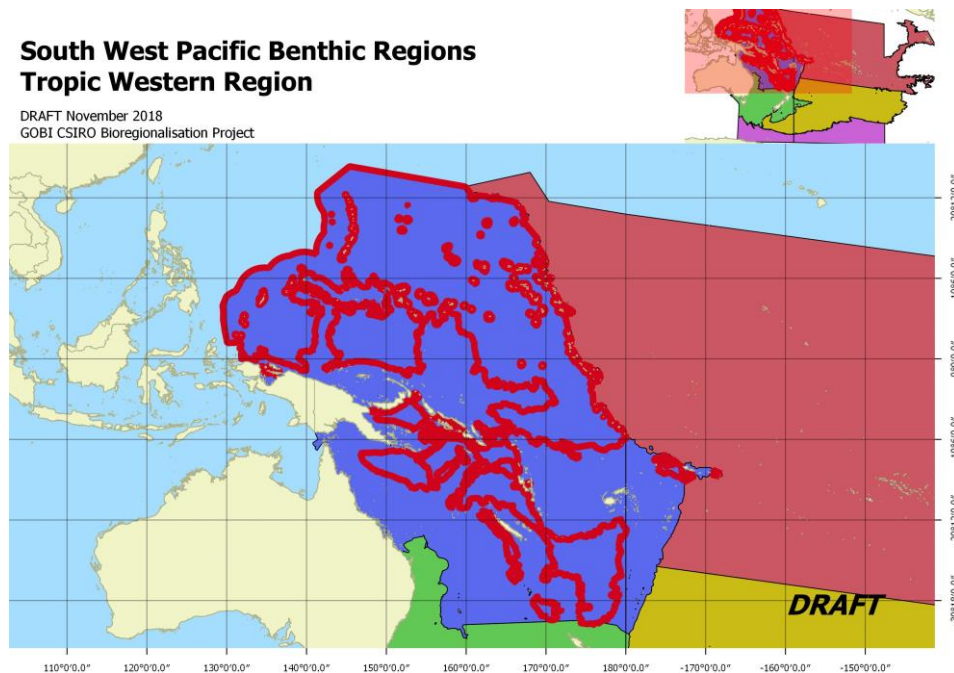 South West Pacific Benthic Regions
Tropic Western Region
DRAFT November 2018
GOBI CSIRO Bioregionalisation Project
DRAFT
110°0'0.0" 120°0'0.0" 130°0'0.0" 140°0'0.0" 150°0'0.0" 160°0'0.0" 170°0'0.0" 180°0'0.0" -170°0'0.0" -160°0'0.0" -150°0'0.0"